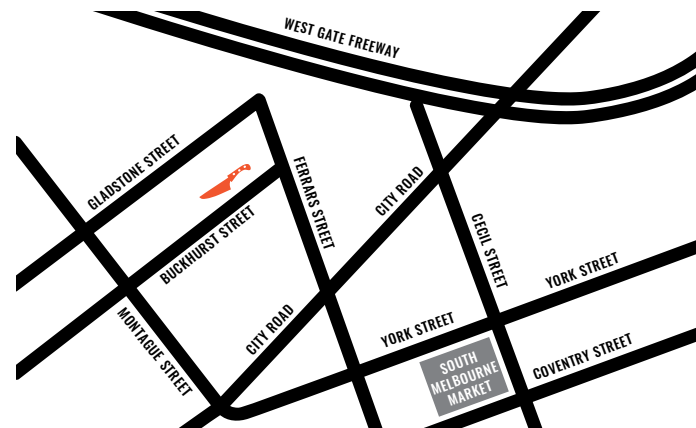 WEST GATE FREEWAY
GLADSTONE STREET
FERRARS STREET
CITY ROAD
BUCKHURST STREET
CECIL STREET
YORK STREET
CITY ROAD
MONTAGUE STREET
YORK STREET
COVENTRY STREET
SOUTH
MELBOURNE
MARKET